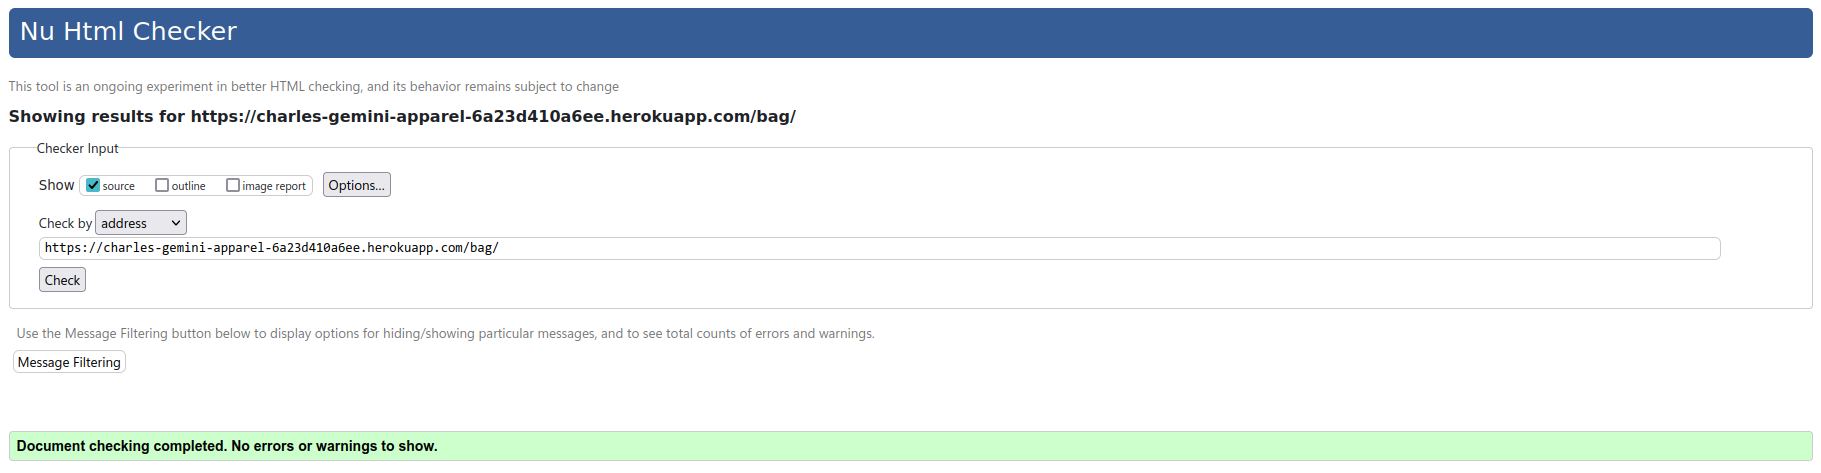 Nu Html Checker
This tool is an ongoing experiment in better HTML checking, and its behavior remains subject to change
Showing results for https://charles-gemini-apparel-6a23d410a6ee.herokuapp.com/bag/
Checker Input
Show source outline image report Options...
Check by address
https://charles-gemini-apparel-6a23d410a6ee.herokuapp.com/bag/
Check
Use the Message Filtering button below to display options for hiding/showing particular messages, and to see total counts of errors and warnings.
Message Filtering
Document checking completed. No errors or warnings to show.